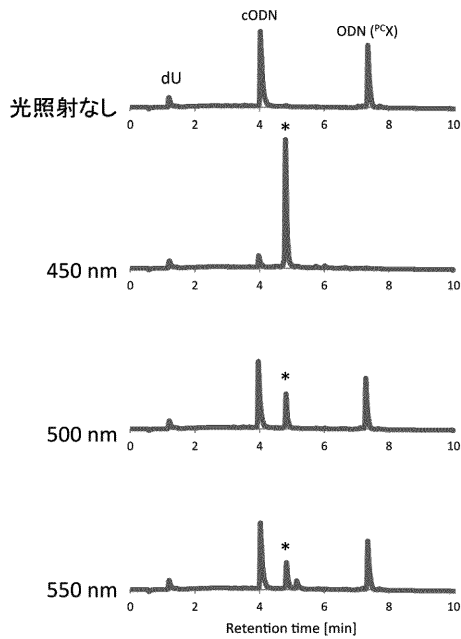 cODN
ODN (PCX)
dU
光照射なし
0 2 4 6 8 10
*
450 nm
0 2 4 6 8 10
*
500 nm
0 2 4 6 8 10
*
550 nm
0 2 4 6 8 10
Retention time [min]